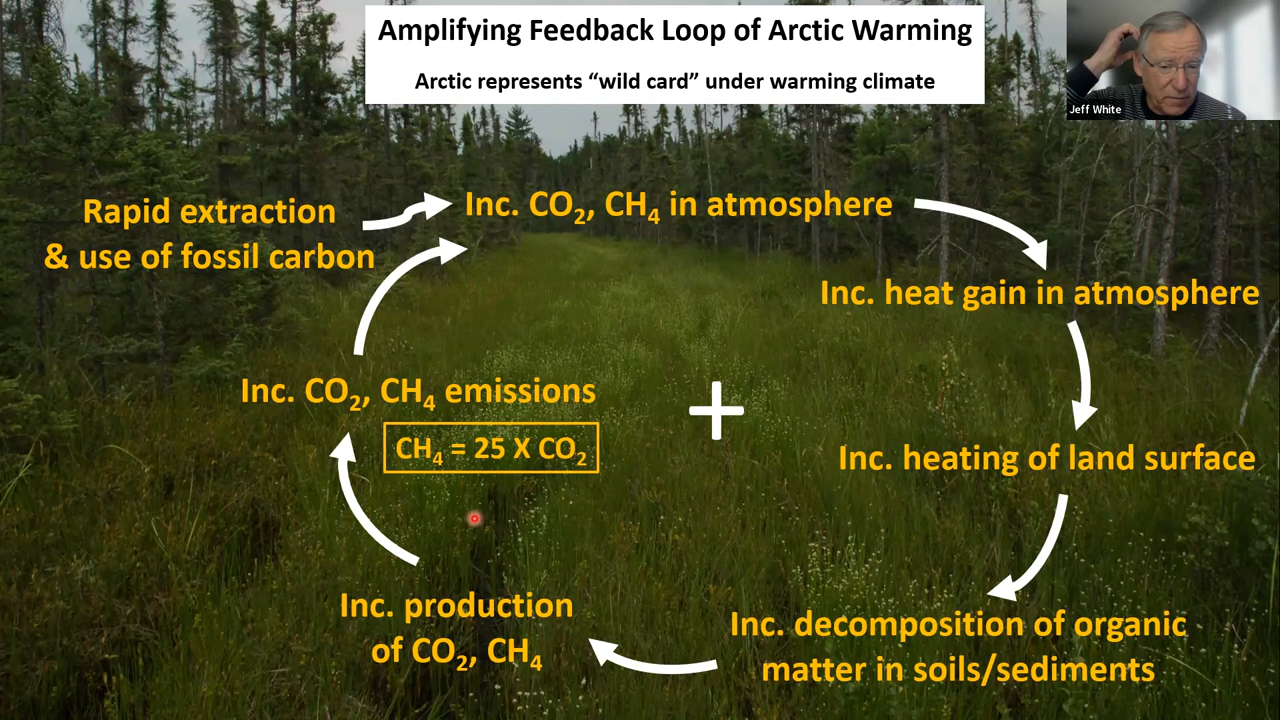 Amplifying Feedback Loop of Arctic Warming
Arctic represents “wild card” under warming climate
Jeff White
Rapid extraction
& use of fossil carbon
Inc. CO₂, CH₄ in atmosphere
Inc. heat gain in atmosphere
Inc. heating of land surface
Inc. decomposition of organic
matter in soils/sediments
Inc. production
of CO₂, CH₄
Inc. CO₂, CH₄ emissions
CH₄ = 25 X CO₂
+